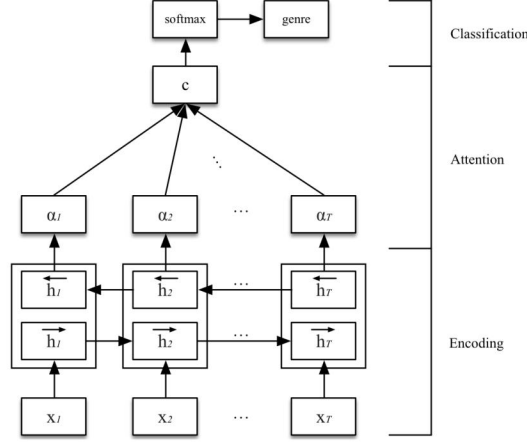 softmax genre
Classification
c
Attention
α1 α2 ... αT
h1 h2 ... hT
h1 h2 ... hT
Encoding
x1 x2 ... xT